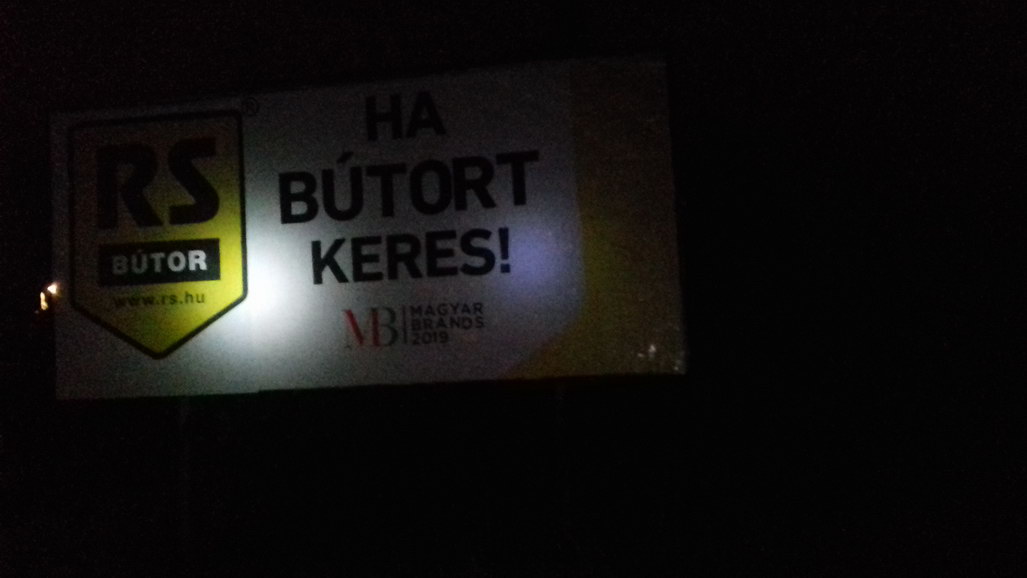 RS
BÚTOR
www.rs.hu
®
HA
BÚTORT
KERES!
MB
MAGYAR
BRANDS
2019